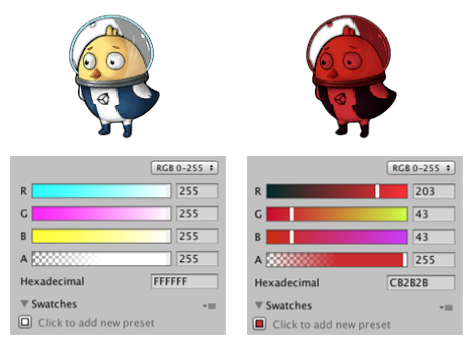 RGB 0-255
R 255
G 255
B 255
A 255
Hexadecimal FFFFFF
Swatches
Click to add new preset
RGB 0-255
R 203
G 43
B 43
A 255
Hexadecimal CB2B2B
Swatches
Click to add new preset